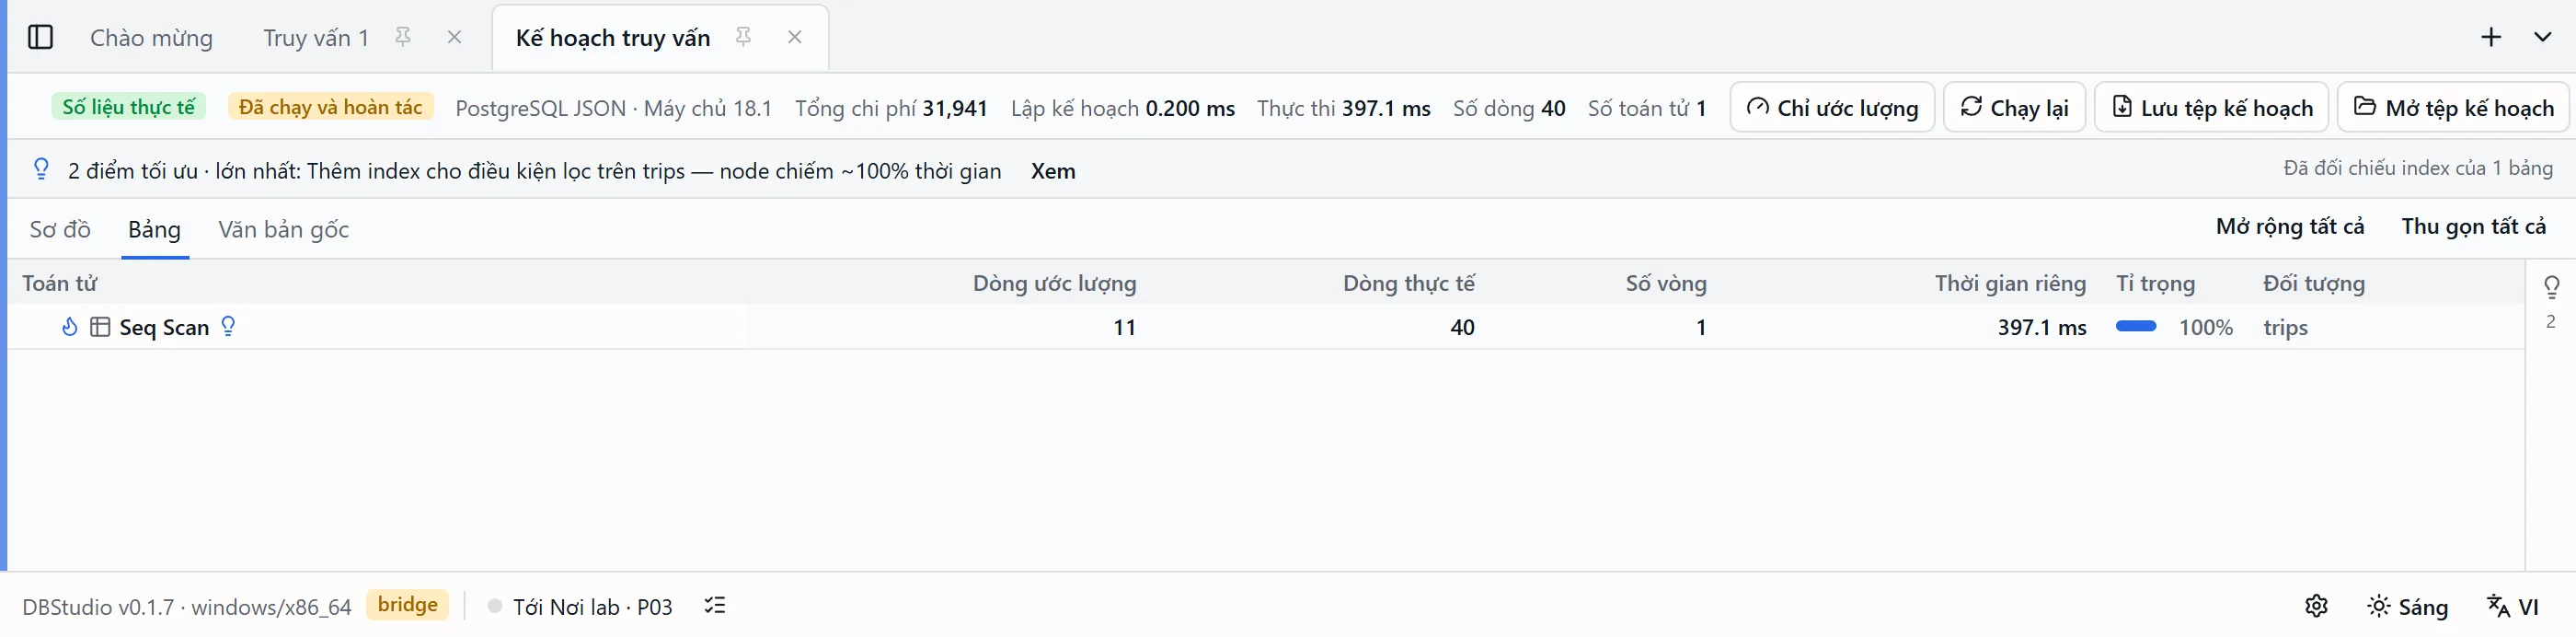 Chào mừng Truy vấn 1 Kế hoạch truy vấn
Số liệu thực tế Đã chạy và hoàn tác PostgreSQL JSON · Máy chủ 18.1 Tổng chi phí 31,941 Lập kế hoạch 0.200 ms Thực thi 397.1 ms Số dòng 40 Số toán tử 1 Chỉ ước lượng Chạy lại Lưu tệp kế hoạch Mở tệp kế hoạch
2 điểm tối ưu · lớn nhất: Thêm index cho điều kiện lọc trên trips — node chiếm ~100% thời gian Xem Đã đối chiếu index của 1 bảng
Sơ đồ Bảng Văn bản gốc Mở rộng tất cả Thu gọn tất cả
Toán tử Dòng ước lượng Dòng thực tế Số vòng Thời gian riêng Tỉ trọng Đối tượng
Seq Scan 11 40 1 397.1 ms 100% trips
2
DBStudio v0.1.7 · windows/x86_64 bridge Tới Nơi lab · P03 Sáng VI